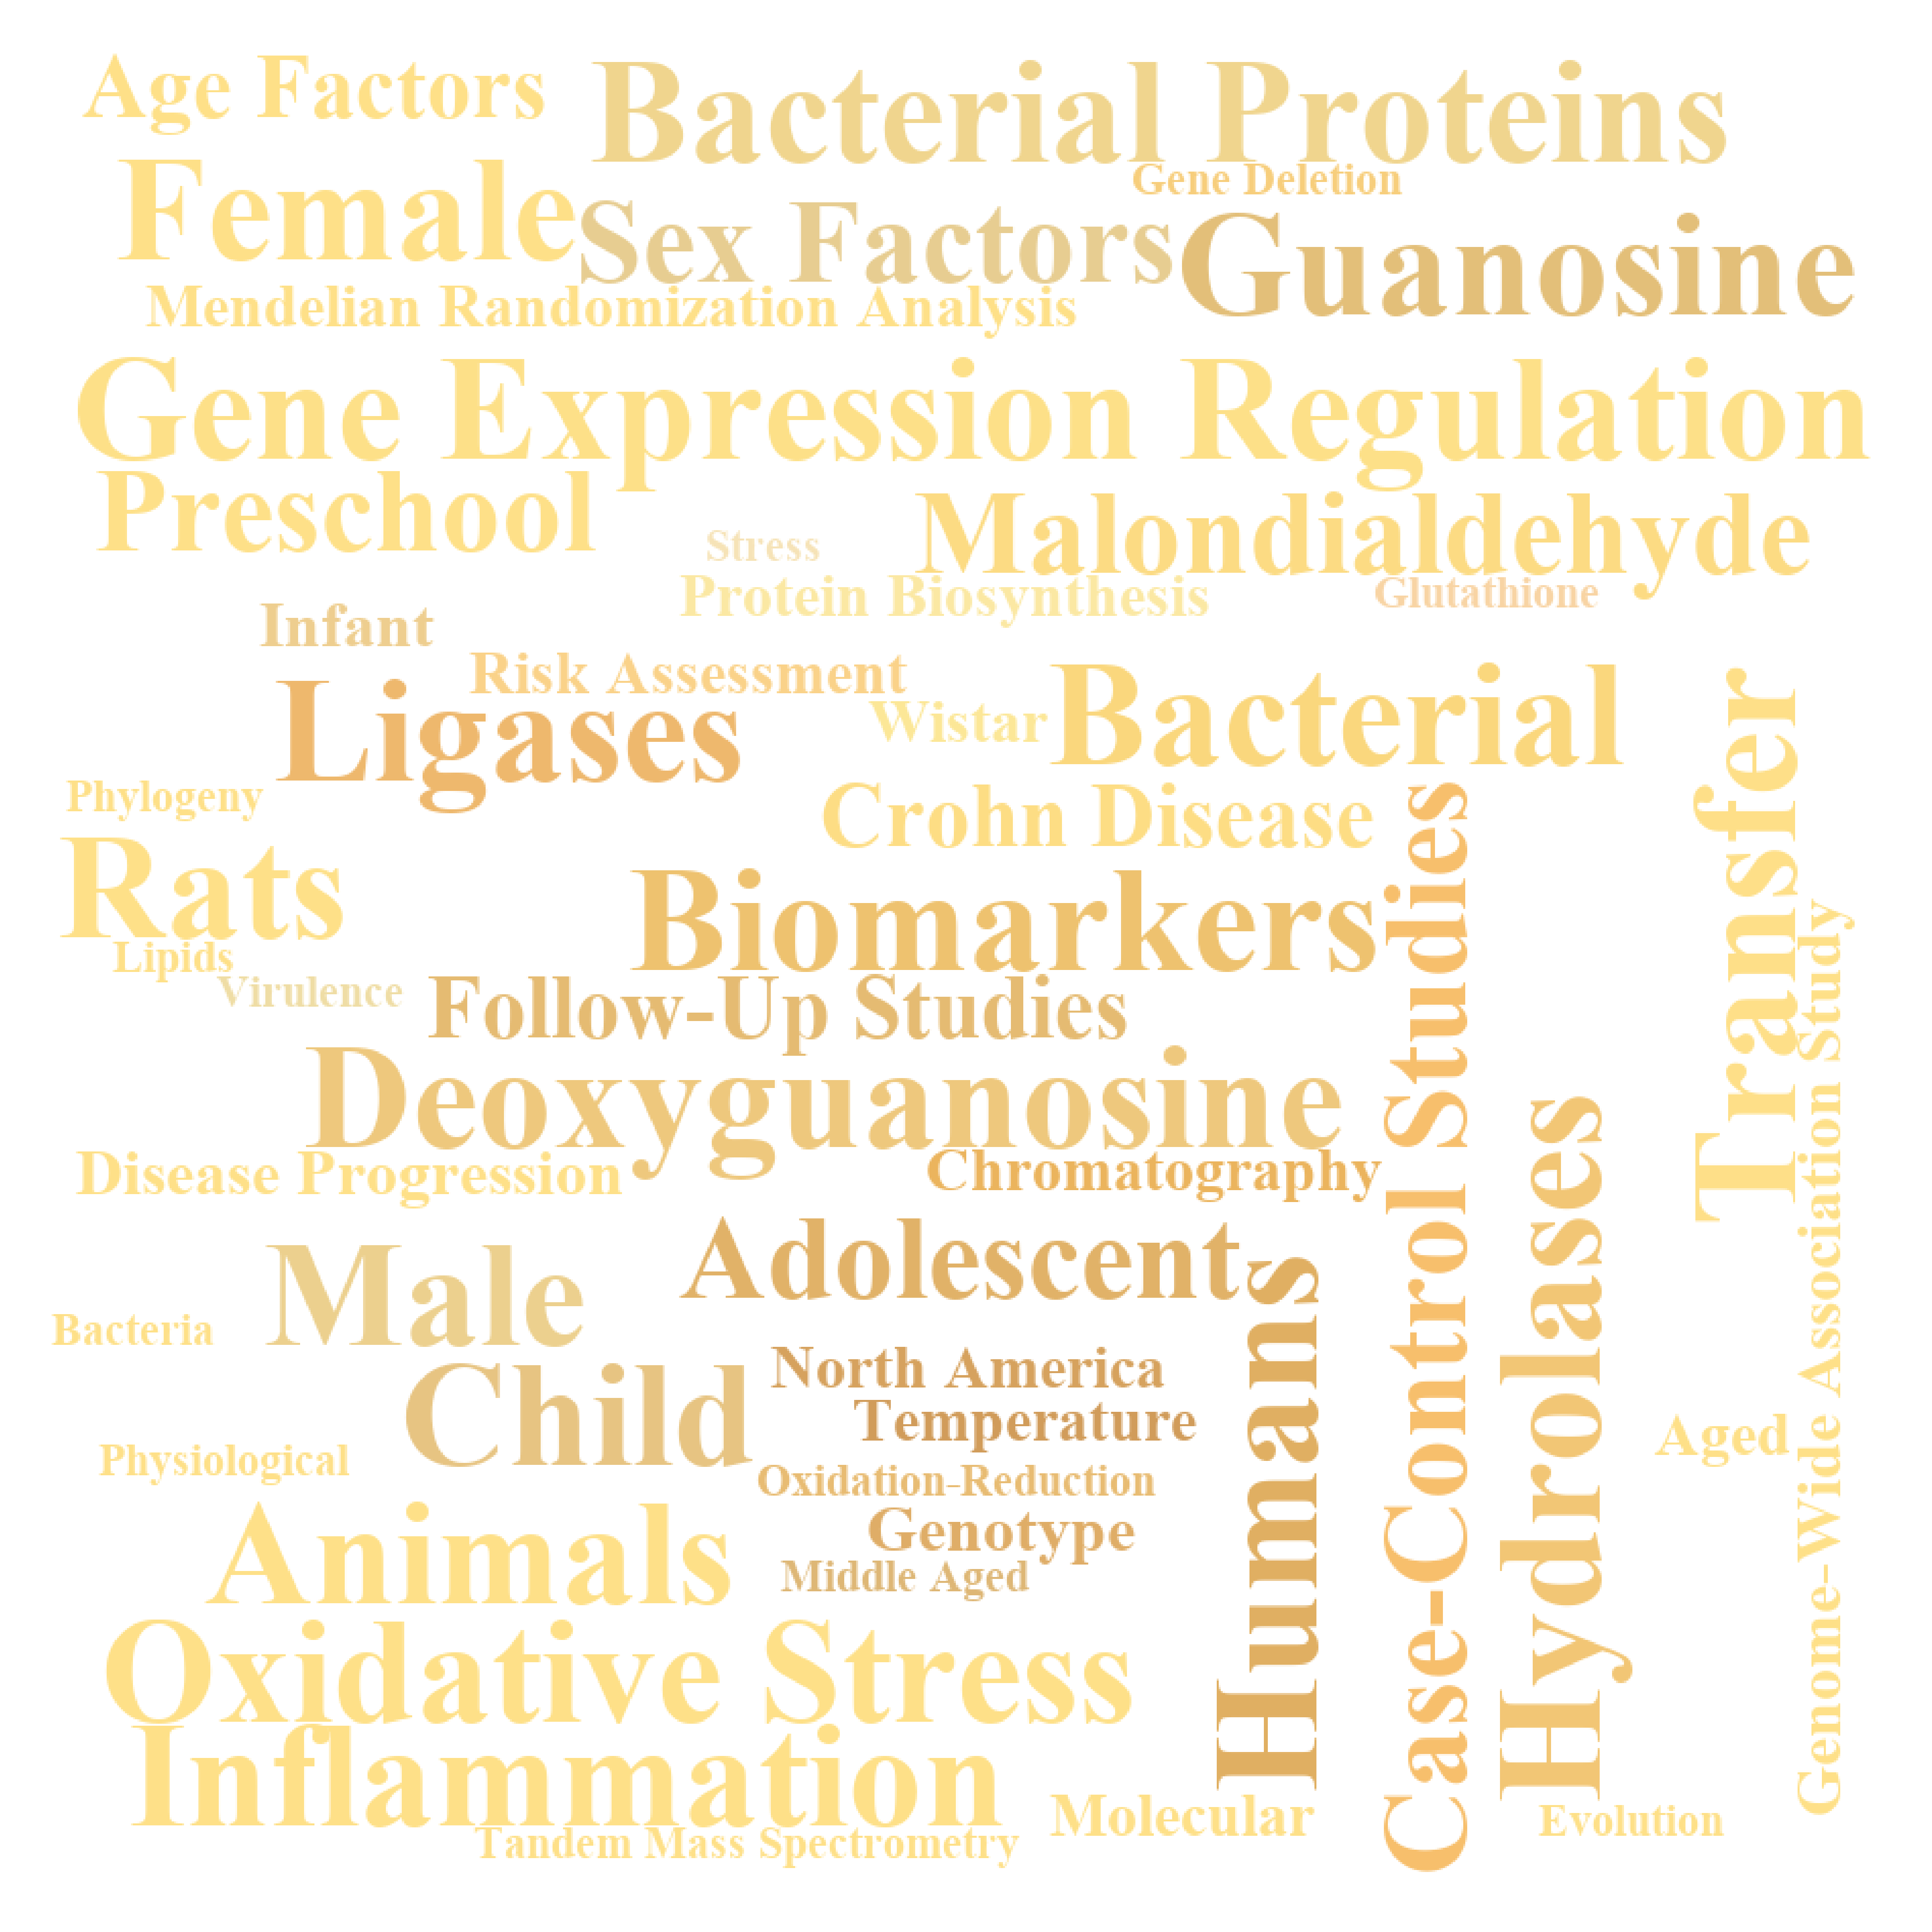 Age Factors
Bacterial Proteins
Gene Deletion
Female
Sex Factors
Guanosine
Mendelian Randomization Analysis
Gene Expression Regulation
Preschool
Malondialdehyde
Stress
Protein Biosynthesis
Glutathione
Infant
Risk Assessment
Ligases
Wistar
Bacterial
Transfer
Phylogeny
Crohn Disease
Rats
Biomarkers
Case-Control Studies
Lipids
Virulence
Follow-Up Studies
Genome-Wide Association Study
Deoxyguanosine
Disease Progression
Chromatography
Hydrolases
Adolescent
Male
Humans
Bacteria
Child
North America
Temperature
Aged
Physiological
Oxidation-Reduction
Animals
Genotype
Middle Aged
Oxidative Stress
Inflammation
Molecular
Evolution
Tandem Mass Spectrometry